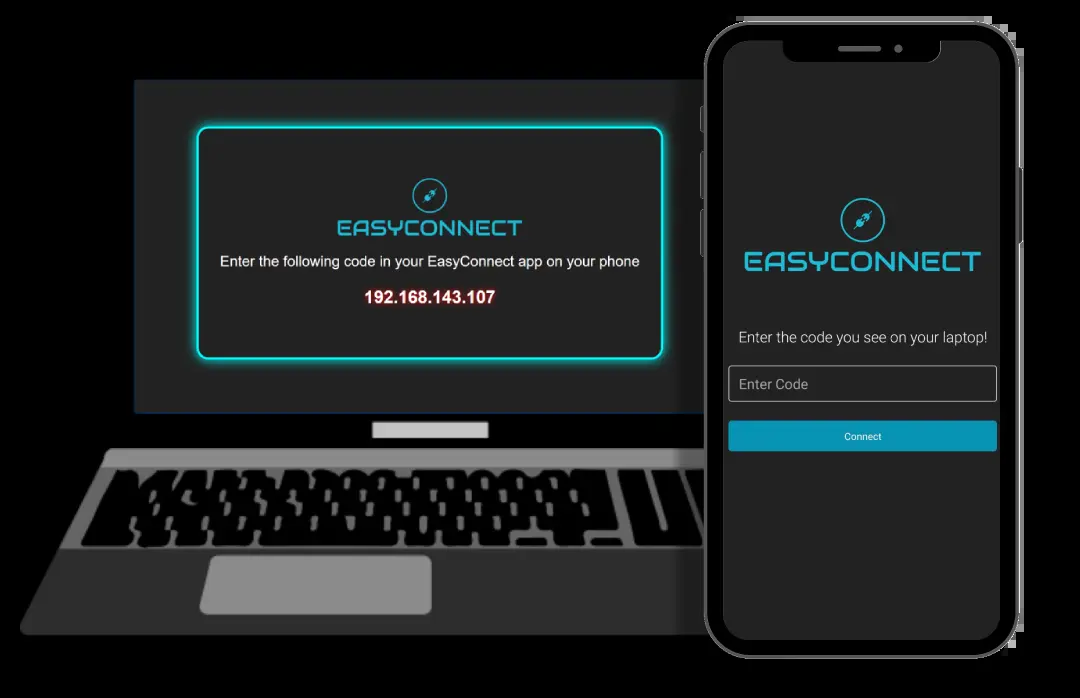 EASYCONNECT
Enter the following code in your EasyConnect app on your phone
192.168.143.107
EASYCONNECT
Enter the code you see on your laptop!
Enter Code
Connect